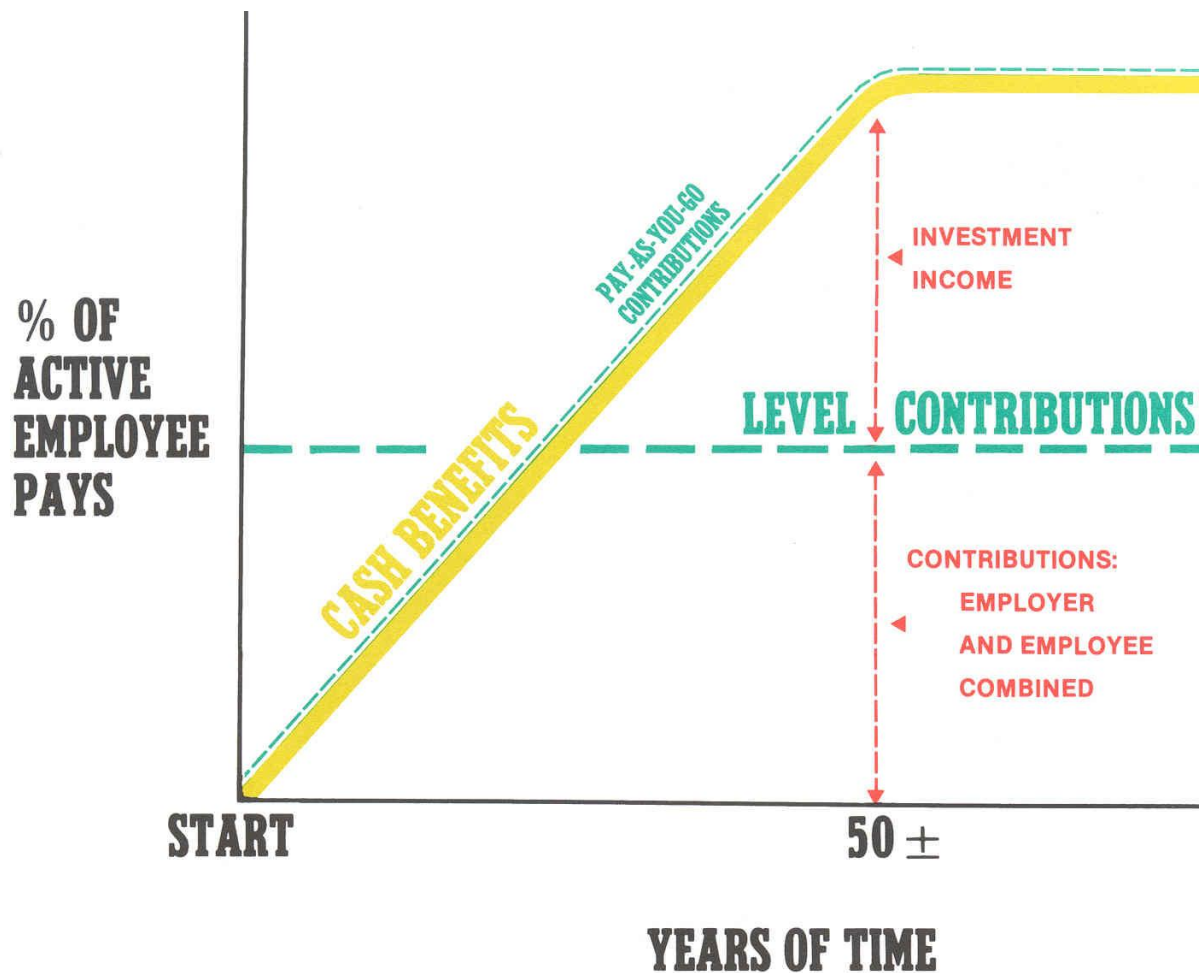 % OF
ACTIVE
EMPLOYEE
PAYS
CASH BENEFITS
PAY-AS-YOU-GO
CONTRIBUTIONS
INVESTMENT
INCOME
LEVEL CONTRIBUTIONS
CONTRIBUTIONS:
EMPLOYER
AND EMPLOYEE
COMBINED
START
50 ±
YEARS OF TIME